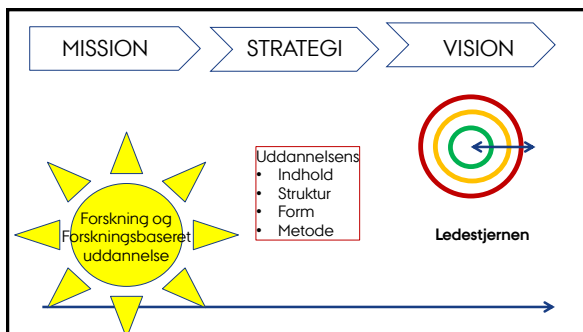 MISSION
STRATEGI
VISION
Forskning og
Forskningsbaseret
uddannelse
Uddannelsens
• Indhold
• Struktur
• Form
• Metode
Ledestjernen